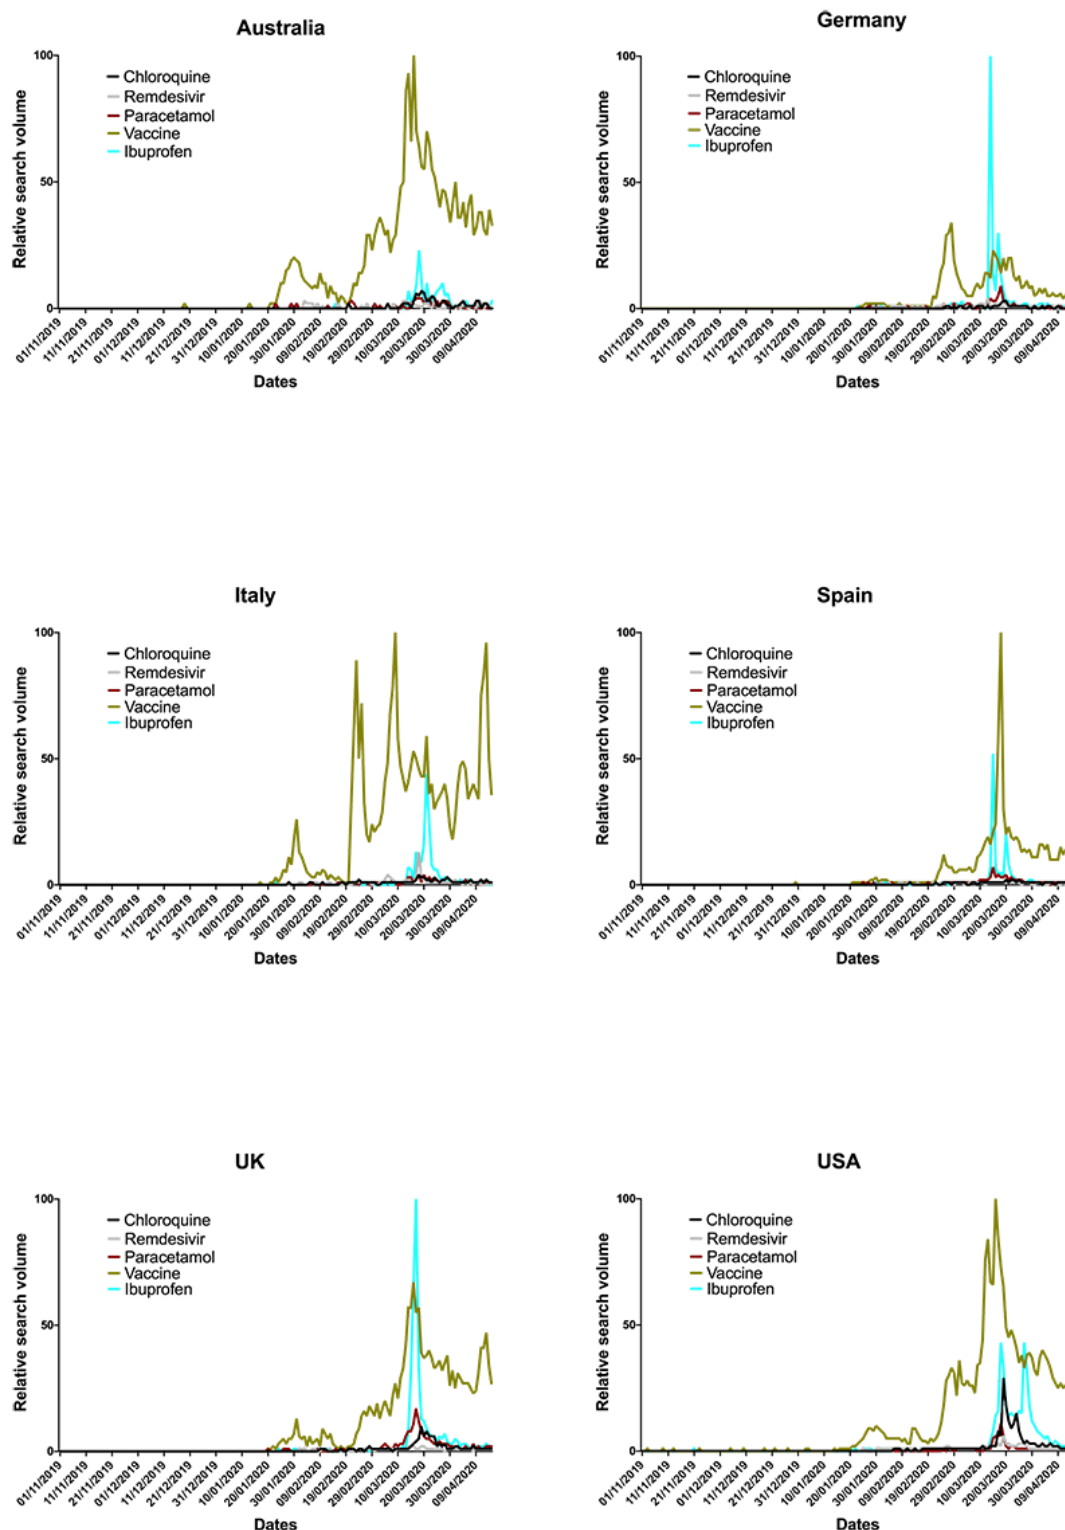 Australia
Relative search volume
100
50
0
Chloroquine
Remdesivir
Paracetamol
Vaccine
Ibuprofen
01/11/2019
11/11/2019
21/11/2019
01/12/2019
11/12/2019
21/12/2019
31/12/2019
10/01/2020
20/01/2020
30/01/2020
09/02/2020
19/02/2020
29/02/2020
10/03/2020
20/03/2020
30/03/2020
09/04/2020
Dates
Germany
Relative search volume
100
50
0
Chloroquine
Remdesivir
Paracetamol
Vaccine
Ibuprofen
01/11/2019
11/11/2019
21/11/2019
01/12/2019
11/12/2019
21/12/2019
31/12/2019
10/01/2020
20/01/2020
30/01/2020
09/02/2020
19/02/2020
29/02/2020
10/03/2020
20/03/2020
30/03/2020
09/04/2020
Dates
Italy
Relative search volume
100
50
0
Chloroquine
Remdesivir
Paracetamol
Vaccine
Ibuprofen
01/11/2019
11/11/2019
21/11/2019
01/12/2019
11/12/2019
21/12/2019
31/12/2019
10/01/2020
20/01/2020
30/01/2020
09/02/2020
19/02/2020
29/02/2020
10/03/2020
20/03/2020
30/03/2020
09/04/2020
Dates
Spain
Relative search volume
100
50
0
Chloroquine
Remdesivir
Paracetamol
Vaccine
Ibuprofen
01/11/2019
11/11/2019
21/11/2019
01/12/2019
11/12/2019
21/12/2019
31/12/2019
10/01/2020
20/01/2020
30/01/2020
09/02/2020
19/02/2020
29/02/2020
10/03/2020
20/03/2020
30/03/2020
09/04/2020
Dates
UK
Relative search volume
100
50
0
Chloroquine
Remdesivir
Paracetamol
Vaccine
Ibuprofen
01/11/2019
11/11/2019
21/11/2019
01/12/2019
11/12/2019
21/12/2019
31/12/2019
10/01/2020
20/01/2020
30/01/2020
09/02/2020
19/02/2020
29/02/2020
10/03/2020
20/03/2020
30/03/2020
09/04/2020
Dates
USA
Relative search volume
100
50
0
Chloroquine
Remdesivir
Paracetamol
Vaccine
Ibuprofen
01/11/2019
11/11/2019
21/11/2019
01/12/2019
11/12/2019
21/12/2019
31/12/2019
10/01/2020
20/01/2020
30/01/2020
09/02/2020
19/02/2020
29/02/2020
10/03/2020
20/03/2020
30/03/2020
09/04/2020
Dates